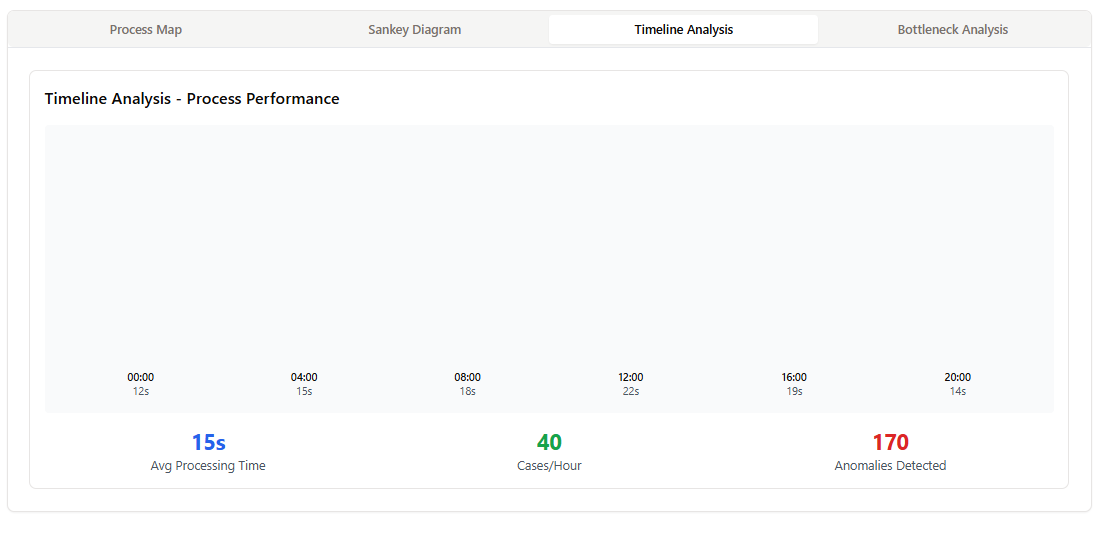 Process Map
Sankey Diagram
Timeline Analysis
Bottleneck Analysis
Timeline Analysis - Process Performance
00:00
12s
04:00
15s
08:00
18s
12:00
22s
16:00
19s
20:00
14s
15s
Avg Processing Time
40
Cases/Hour
170
Anomalies Detected